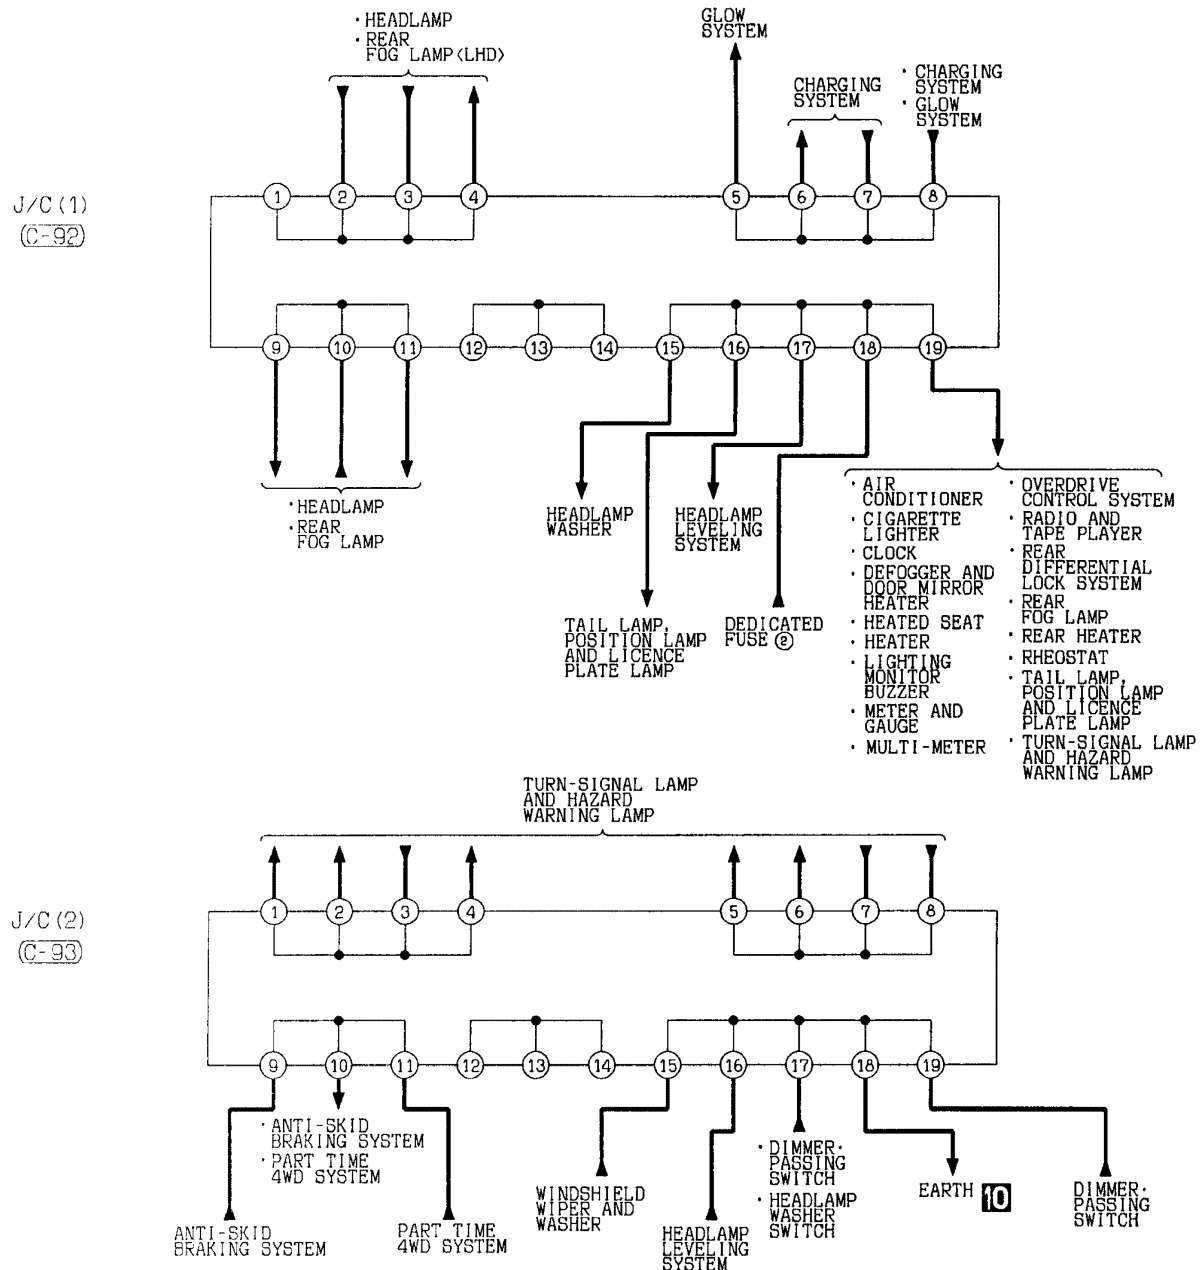 · HEADLAMP
· REAR
FOG LAMP<LHD>
GLOW
SYSTEM
CHARGING
SYSTEM
· CHARGING
SYSTEM
· GLOW
SYSTEM
J/C(1)
C-92
1 2 3 4 5 6 7 8
9 10 11 12 13 14 15 16 17 18 19
· HEADLAMP
· REAR
FOG LAMP
HEADLAMP
WASHER
TAIL LAMP,
POSITION LAMP
AND LICENCE
PLATE LAMP
HEADLAMP
LEVELING
SYSTEM
DEDICATED
FUSE ②
· AIR
CONDITIONER
· CIGARETTE
LIGHTER
· CLOCK
· DEFOGGER AND
DOOR MIRROR
HEATER
· HEATED SEAT
· HEATER
· LIGHTING
MONITOR
BUZZER
· METER AND
GAUGE
· MULTI-METER
· OVERDRIVE
CONTROL SYSTEM
· RADIO AND
TAPE PLAYER
· REAR
DIFFERENTIAL
LOCK SYSTEM
· REAR
FOG LAMP
· REAR HEATER
· RHEOSTAT
· TAIL LAMP,
POSITION LAMP
AND LICENCE
PLATE LAMP
· TURN-SIGNAL LAMP
AND HAZARD
WARNING LAMP
TURN-SIGNAL LAMP
AND HAZARD
WARNING LAMP
J/C(2)
C-93
1 2 3 4 5 6 7 8
9 10 11 12 13 14 15 16 17 18 19
ANTI-SKID
BRAKING SYSTEM
· ANTI-SKID
BRAKING SYSTEM
· PART TIME
4WD SYSTEM
PART TIME
4WD SYSTEM
WINDSHIELD
WIPER AND
WASHER
HEADLAMP
LEVELING
SYSTEM
· DIMMER·
PASSING
SWITCH
· HEADLAMP
WASHER
SWITCH
EARTH 10
DIMMER·
PASSING
SWITCH